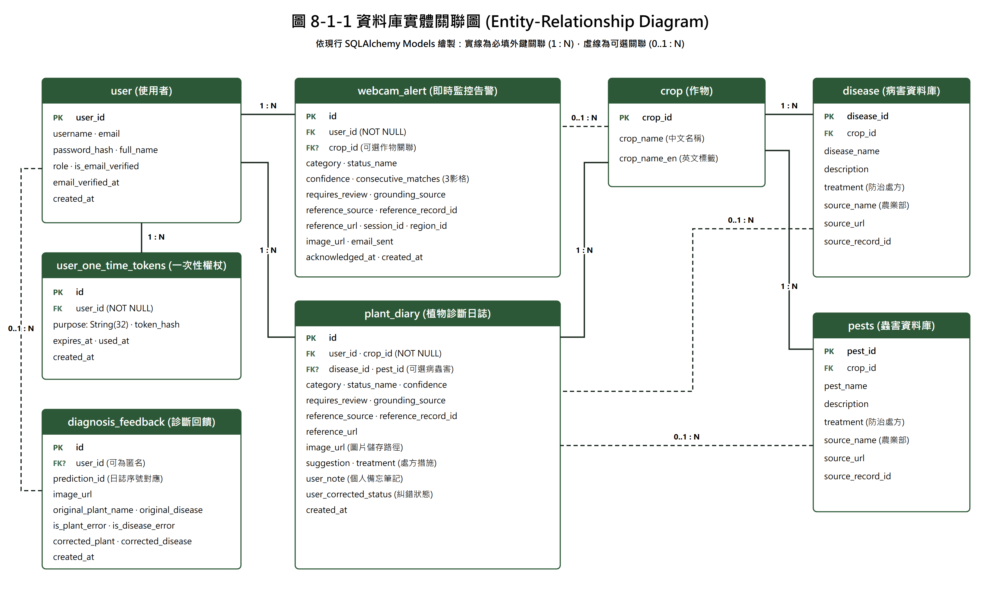 圖 8-1-1 資料庫實體關聯圖 (Entity-Relationship Diagram)
依現行 SQLAlchemy Models 繪製：實線為必填外鍵關聯 (1 : N)，虛線為可選關聯 (0..1 : N)
user (使用者)
PK user_id
username · email
password_hash · full_name
role · is_email_verified
email_verified_at
created_at
1 : N
1 : N
1 : N
0..1 : N
user_one_time_tokens (一次性權杖)
PK id
FK user_id (NOT NULL)
purpose: String(32) · token_hash
expires_at · used_at
created_at
diagnosis_feedback (診斷回饋)
PK id
FK? user_id (可為匿名)
prediction_id (日誌序號對應)
image_url
original_plant_name · original_disease
is_plant_error · is_disease_error
corrected_plant · corrected_disease
created_at
webcam_alert (即時監控告警)
PK id
FK user_id (NOT NULL)
FK? crop_id (可選作物關聯)
category · status_name
confidence · consecutive_matches (3影格)
requires_review · grounding_source
reference_source · reference_record_id
reference_url · session_id · region_id
image_url · email_sent
acknowledged_at · created_at
plant_diary (植物診斷日誌)
PK id
FK user_id · crop_id (NOT NULL)
FK? disease_id · pest_id (可選病蟲害)
category · status_name · confidence
requires_review · grounding_source
reference_source · reference_record_id
reference_url
image_url (圖片儲存路徑)
suggestion · treatment (處方措施)
user_note (個人備忘筆記)
user_corrected_status (糾錯狀態)
created_at
0..1 : N
1 : N
crop (作物)
PK crop_id
crop_name (中文名稱)
crop_name_en (英文標籤)
1 : N
0..1 : N
1 : N
0..1 : N
disease (病害資料庫)
PK disease_id
FK crop_id
disease_name
description
treatment (防治處方)
source_name (農業部)
source_url
source_record_id
pests (蟲害資料庫)
PK pest_id
FK crop_id
pest_name
description
treatment (防治處方)
source_name (農業部)
source_url
source_record_id